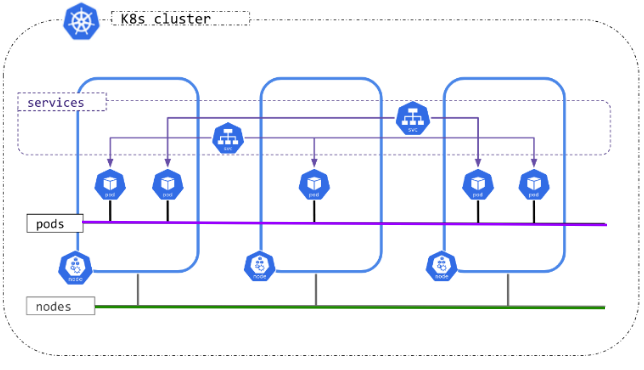 K8s cluster
services
svc
svc
pod
pod
pod
pod
pod
pods
node
node
node
nodes